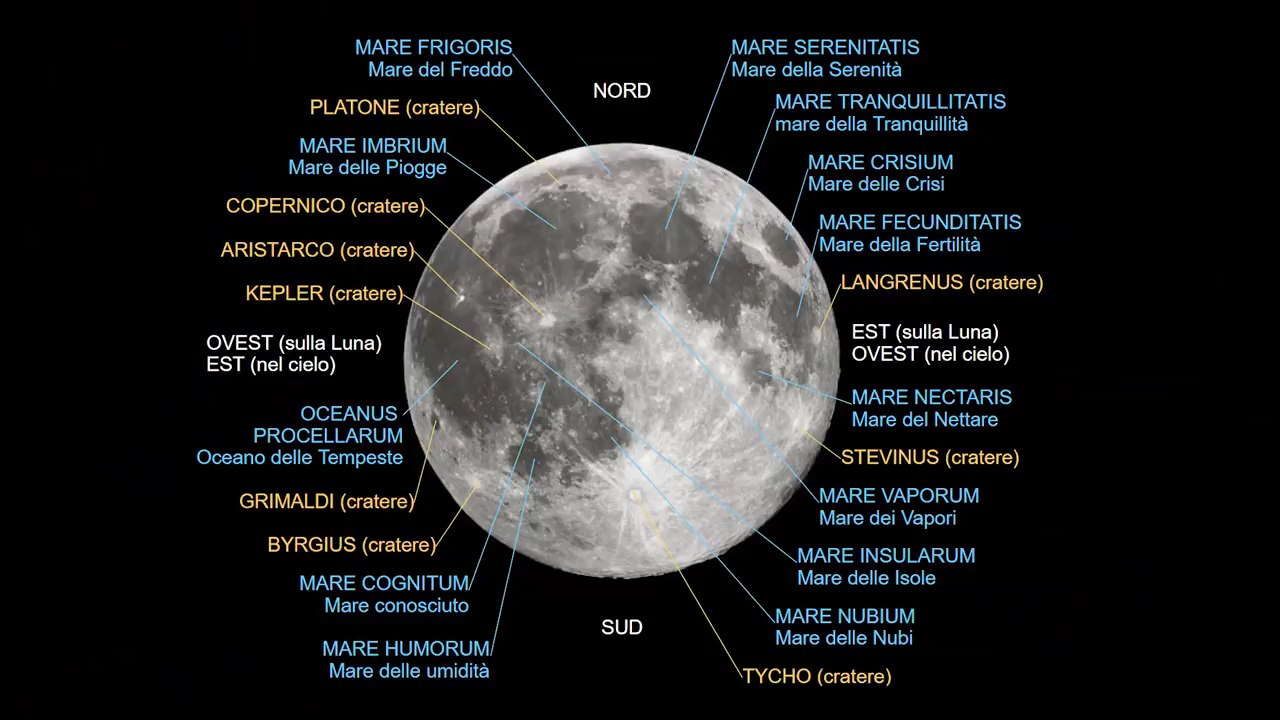 MARE FRIGORIS
Mare del Freddo
PLATONE (cratere)
MARE IMBRIUM
Mare delle Piogge
COPERNICO (cratere)
ARISTARCO (cratere)
KEPLER (cratere)
OVEST (sulla Luna)
EST (nel cielo)
OCEANUS
PROCELLARUM
Oceano delle Tempeste
GRIMALDI (cratere)
BYRGIUS (cratere)
MARE COGNITUM
Mare conosciuto
MARE HUMORUM
Mare delle umidità
NORD
SUD
MARE SERENITATIS
Mare della Serenità
MARE TRANQUILLITATIS
mare della Tranquillità
MARE CRISIUM
Mare delle Crisi
MARE FECUNDITATIS
Mare della Fertilità
LANGRENUS (cratere)
EST (sulla Luna)
OVEST (nel cielo)
MARE NECTARIS
Mare del Nettare
STEVINUS (cratere)
MARE VAPORUM
Mare dei Vapori
MARE INSULARUM
Mare delle Isole
MARE NUBIUM
Mare delle Nubi
TYCHO (cratere)